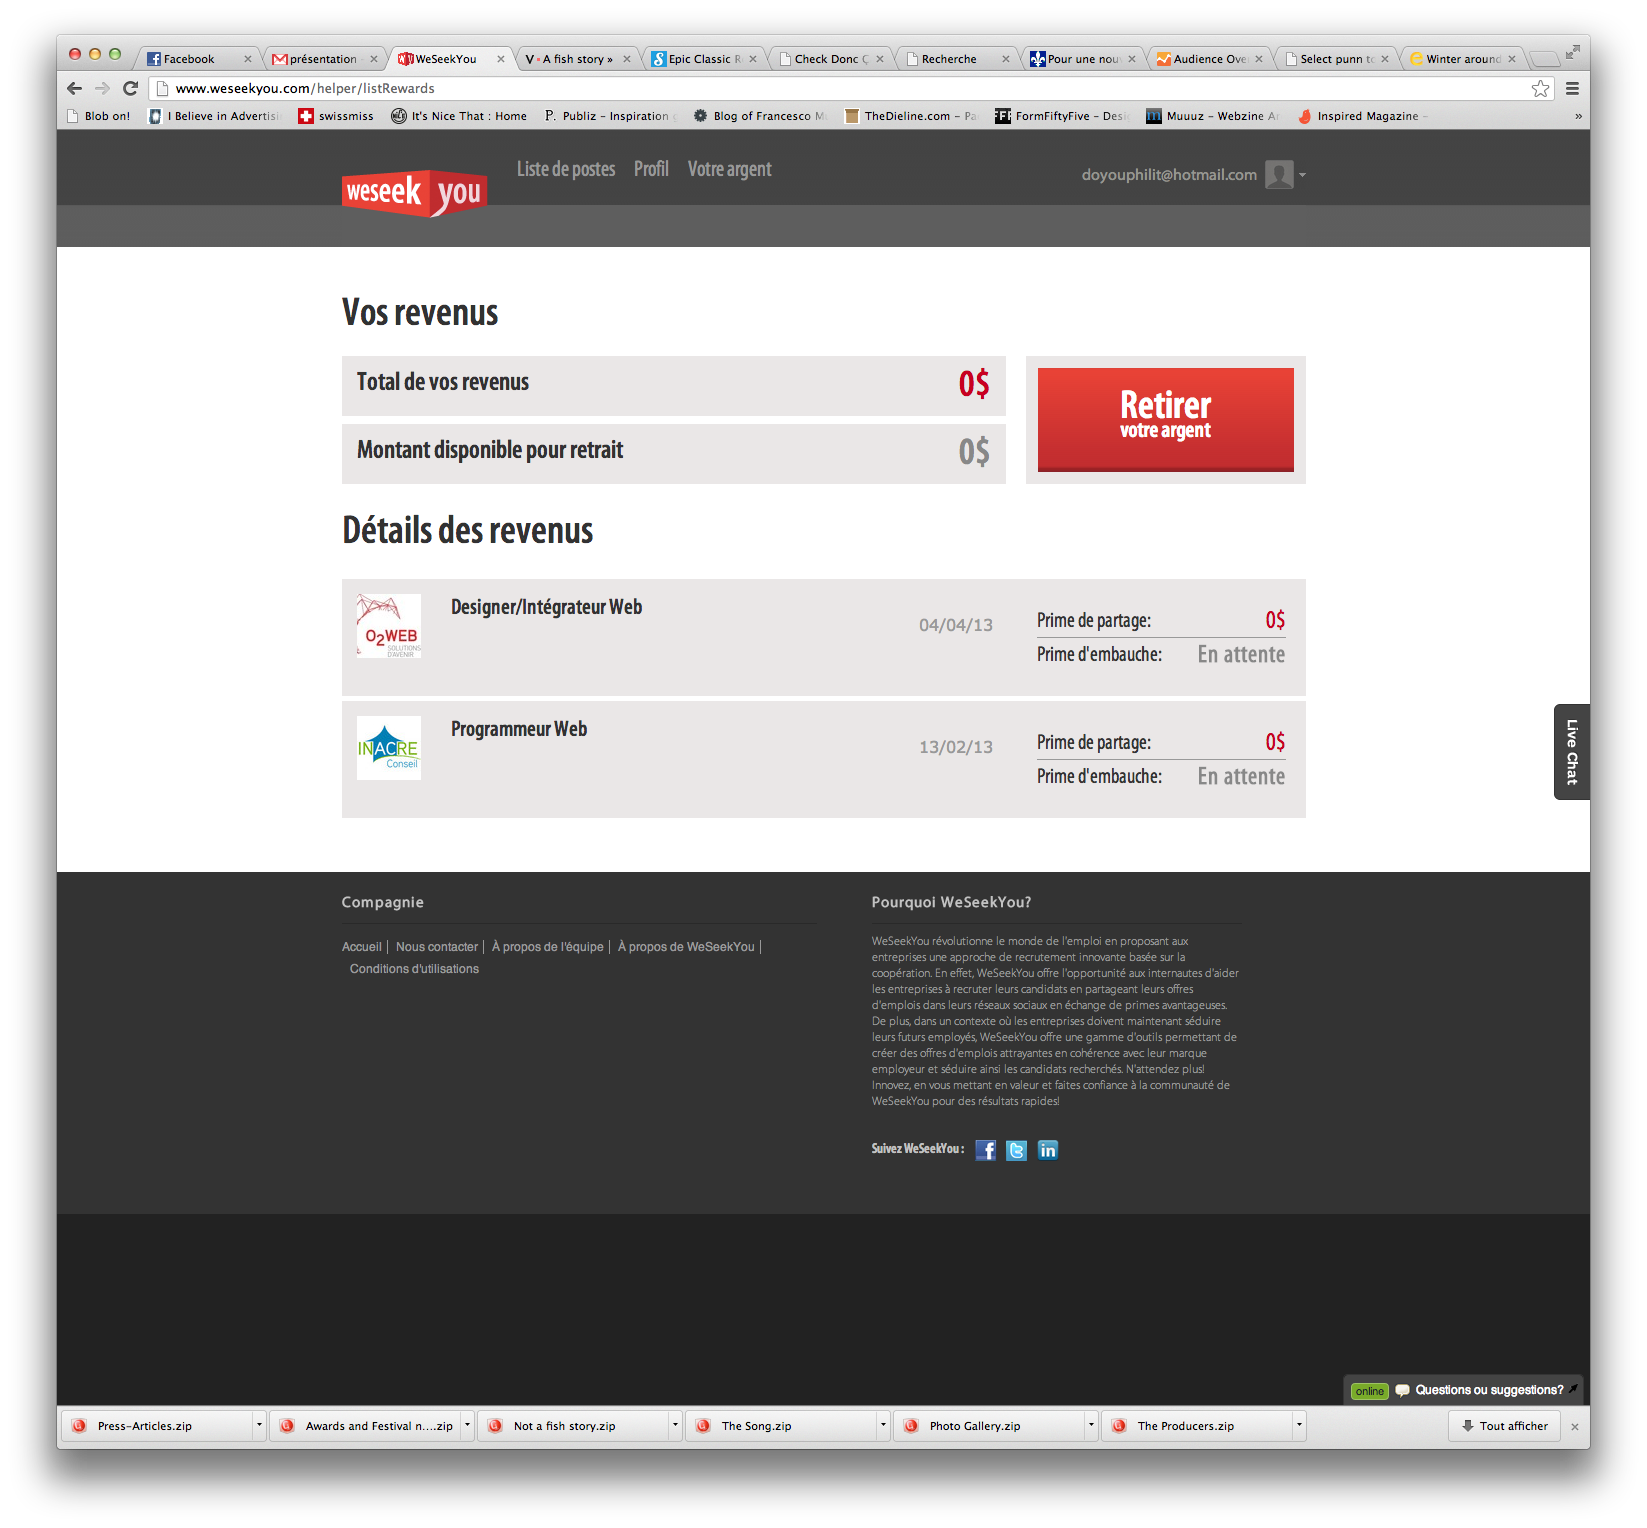 Facebook
présentation
WeSeekYou
V • A fish story »
Epic Classic R
Check Donc
Recherche
Pour une nou
Audience Ove
Select punn to
Winter around
www.weseekyou.com/helper/listRewards
Blob on!
I Believe in Advertisi
swissmiss
It's Nice That : Home
Publiz – Inspiration
Blog of Francesco M
TheDieline.com – Pa
FormFiftyFive – Desi
Muuuz – Webzine Ar
Inspired Magazine –
»
weseek you
Liste de postes
Profil
Votre argent
doyouphilit@hotmail.com
Vos revenus
Total de vos revenus
0$
Montant disponible pour retrait
0$
Retirer
votre argent
Détails des revenus
O2WEB
SOLUTIONS
D'AVENIR
Designer/Intégrateur Web
04/04/13
Prime de partage: 0$
Prime d'embauche: En attente
INACRE
Conseil
Programmeur Web
13/02/13
Prime de partage: 0$
Prime d'embauche: En attente
Live Chat
Compagnie
Accueil | Nous contacter | À propos de l'équipe | À propos de WeSeekYou |
Conditions d'utilisations
Pourquoi WeSeekYou?
WeSeekYou révolutionne le monde de l'emploi en proposant aux
entreprises une approche de recrutement innovante basée sur la
coopération. En effet, WeSeekYou offre l'opportunité aux internautes d'aider
les entreprises à recruter leurs candidats en partageant leurs offres
d'emplois dans leurs réseaux sociaux en échange de primes avantageuses.
De plus, dans un contexte où les entreprises doivent maintenant séduire
leurs futurs employés, WeSeekYou offre une gamme d'outils permettant de
créer des offres d'emplois attrayantes en cohérence avec leur marque
employeur et séduire ainsi les candidats recherchés. N'attendez plus!
Innovez, en vous mettant en valeur et faites confiance à la communauté de
WeSeekYou pour des résultats rapides!
Suivez WeSeekYou :
online
Questions ou suggestions?
Press-Articles.zip
Awards and Festival n....zip
Not a fish story.zip
The Song.zip
Photo Gallery.zip
The Producers.zip
Tout afficher